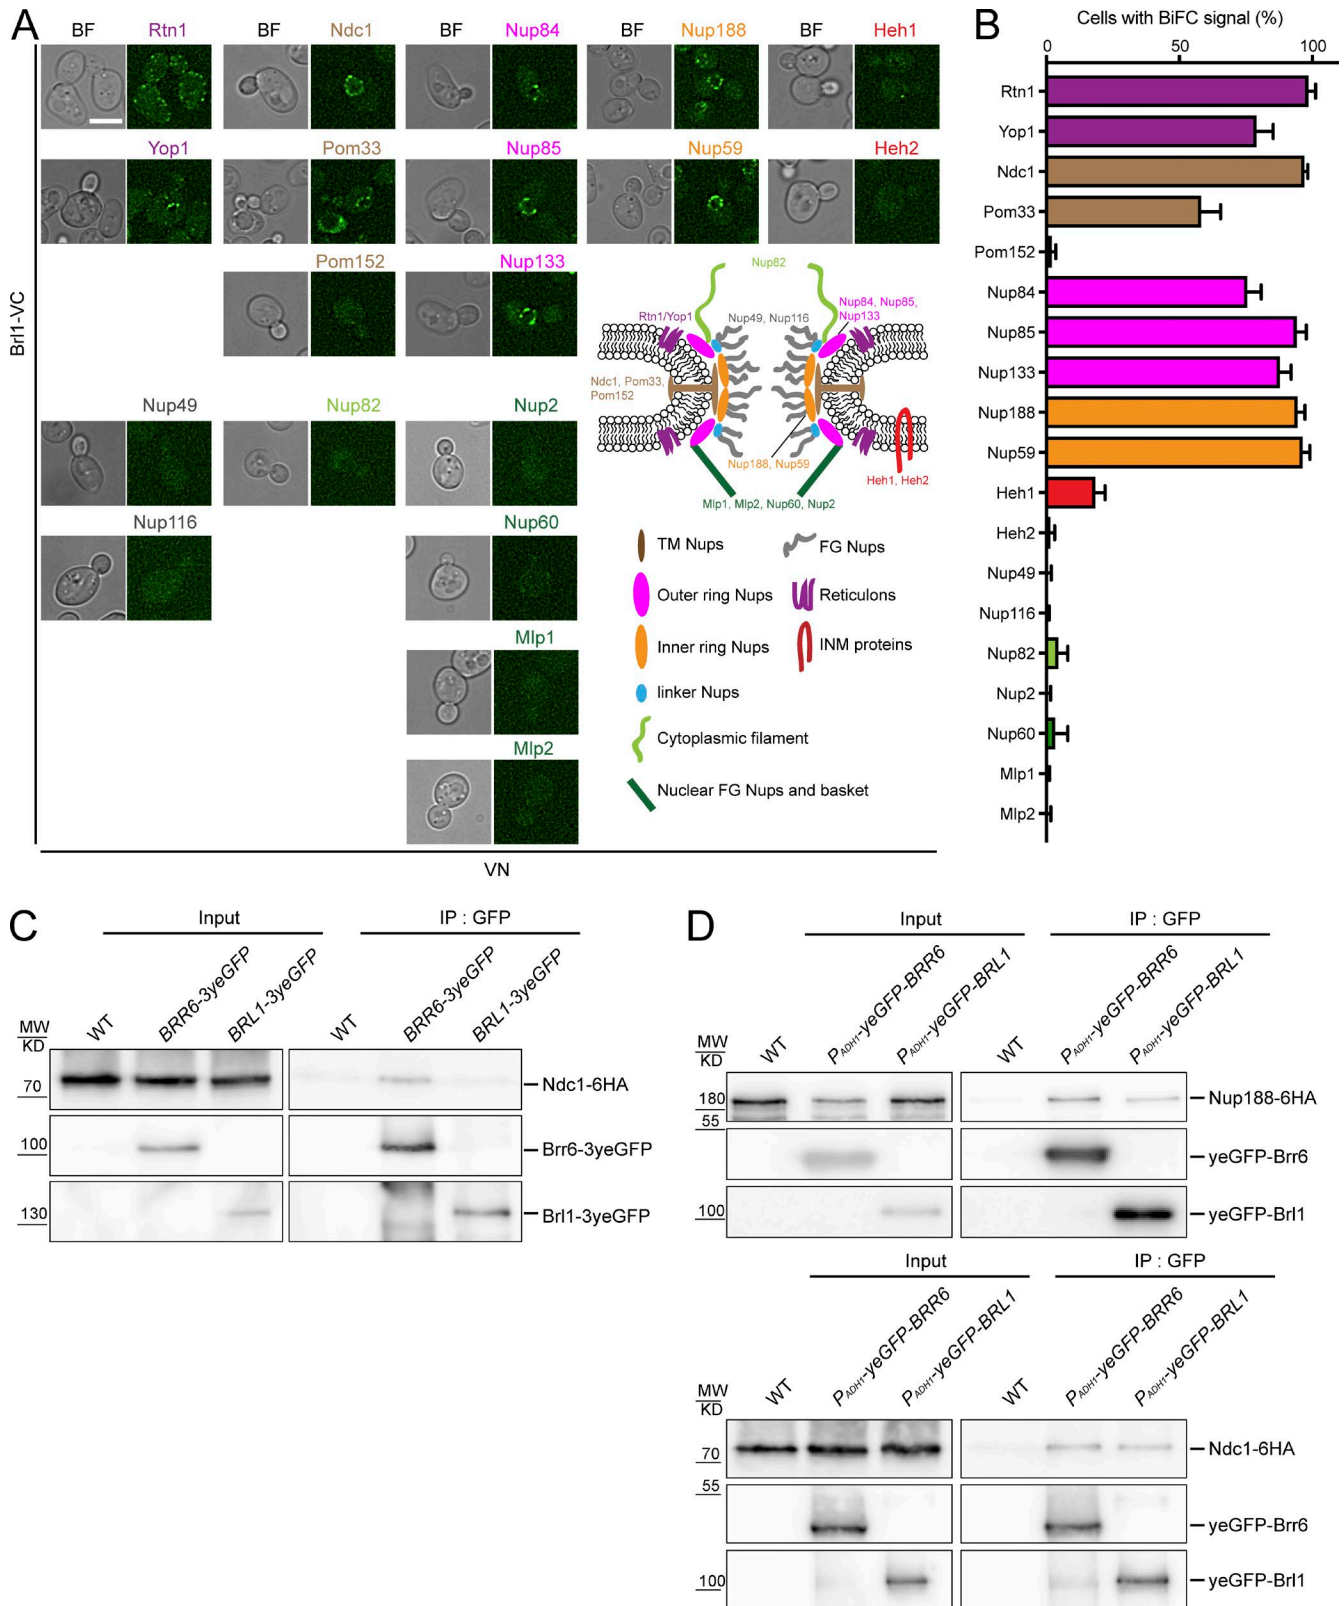 A
BF Rtn1 BF Ndc1 BF Nup84 BF Nup188 BF Heh1
Yop1 Pom33 Nup85 Nup59 Heh2
Pom152 Nup133
Nup49 Nup82 Nup2
Nup116 Nup60
Mlp1
Mlp2
Brl1-VC
VN
Nup82
Nup84, Nup85,
Nup133
Rtn1/Yop1
Nup49, Nup116
Ndc1, Pom33,
Pom152
Nup188, Nup59
Heh1, Heh2
Mlp1, Mlp2, Nup60, Nup2
TM Nups
FG Nups
Outer ring Nups
Reticulons
Inner ring Nups
INM proteins
linker Nups
Cytoplasmic filament
Nuclear FG Nups and basket
B
Cells with BiFC signal (%)
0 50 100
Rtn1
Yop1
Ndc1
Pom33
Pom152
Nup84
Nup85
Nup133
Nup188
Nup59
Heh1
Heh2
Nup49
Nup116
Nup82
Nup2
Nup60
Mlp1
Mlp2
C
Input IP : GFP
WT BRR6-3yeGFP BRL1-3yeGFP WT BRR6-3yeGFP BRL1-3yeGFP
MW
KD
70
Ndc1-6HA
100
Brr6-3yeGFP
130
Brl1-3yeGFP
D
Input IP : GFP
WT PADH1-yeGFP-BRR6 PADH1-yeGFP-BRL1 WT PADH1-yeGFP-BRR6 PADH1-yeGFP-BRL1
MW
KD
180
Nup188-6HA
55
yeGFP-Brr6
100
yeGFP-Brl1
Input IP : GFP
WT PADH1-yeGFP-BRR6 PADH1-yeGFP-BRL1 WT PADH1-yeGFP-BRR6 PADH1-yeGFP-BRL1
MW
KD
70
Ndc1-6HA
55
yeGFP-Brr6
100
yeGFP-Brl1